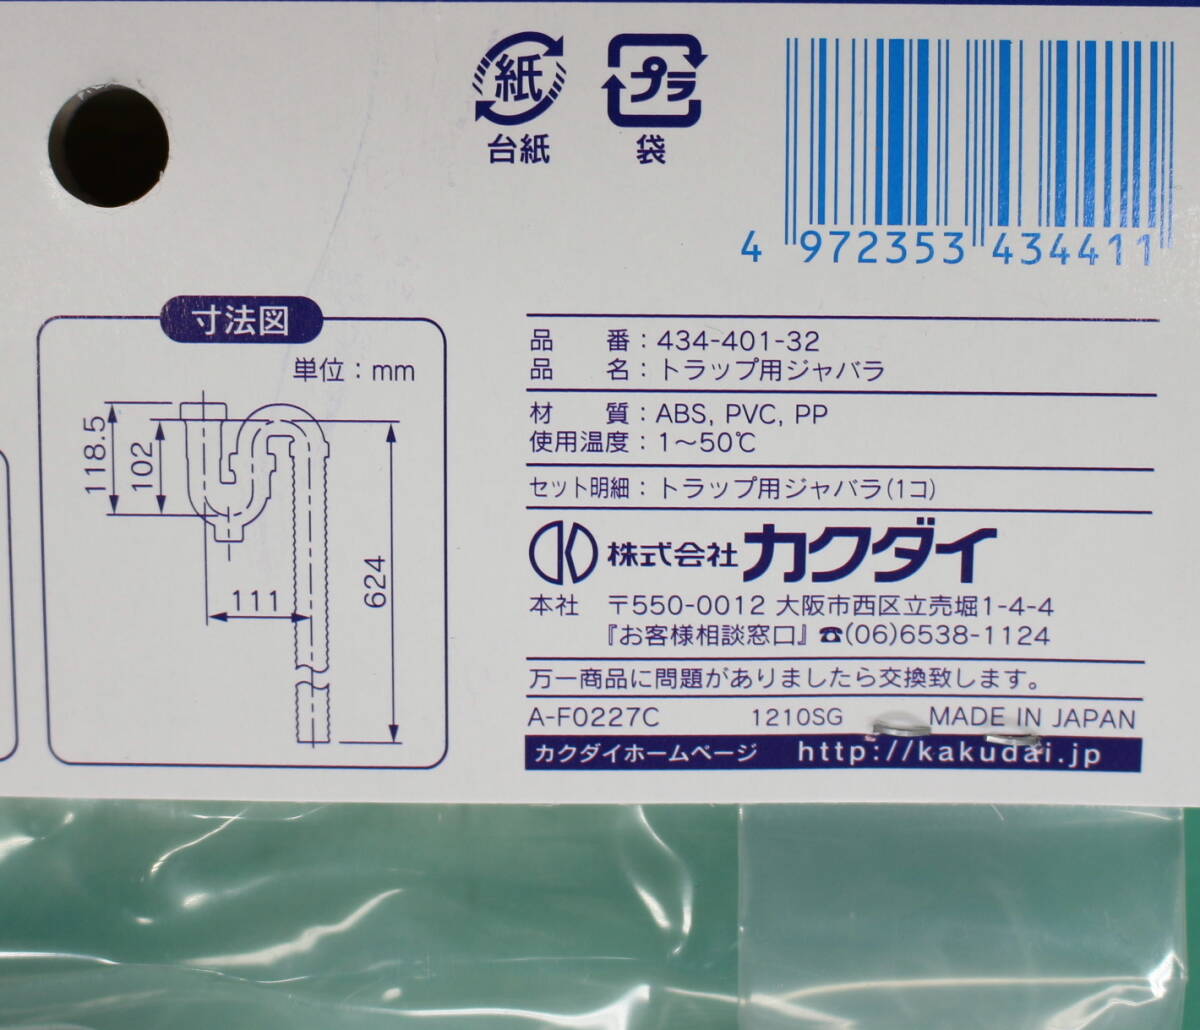 紙
台紙
プラ
袋
4 972353 434411
寸法図
単位：mm
118.5
102
111
624
品　番：434-401-32
品　名：トラップ用ジャバラ
材　質：ABS, PVC, PP
使用温度：1～50℃
セット明細：トラップ用ジャバラ(1コ)
株式会社カクダイ
本社 〒550-0012 大阪市西区立売堀1-4-4
『お客様相談窓口』☎(06)6538-1124
万一商品に問題がありましたら交換致します。
A-F0227C 1210SG MADE IN JAPAN
カクダイホームページ http://kakudai.jp